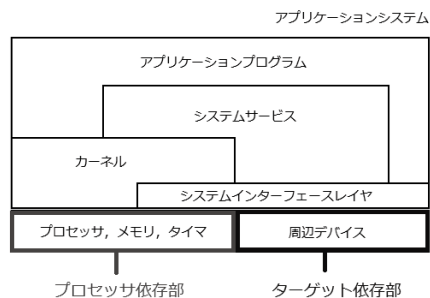 アプリケーションシステム
アプリケーションプログラム
システムサービス
カーネル
システムインターフェースレイヤ
プロセッサ，メモリ，タイマ
周辺デバイス
プロセッサ依存部
ターゲット依存部